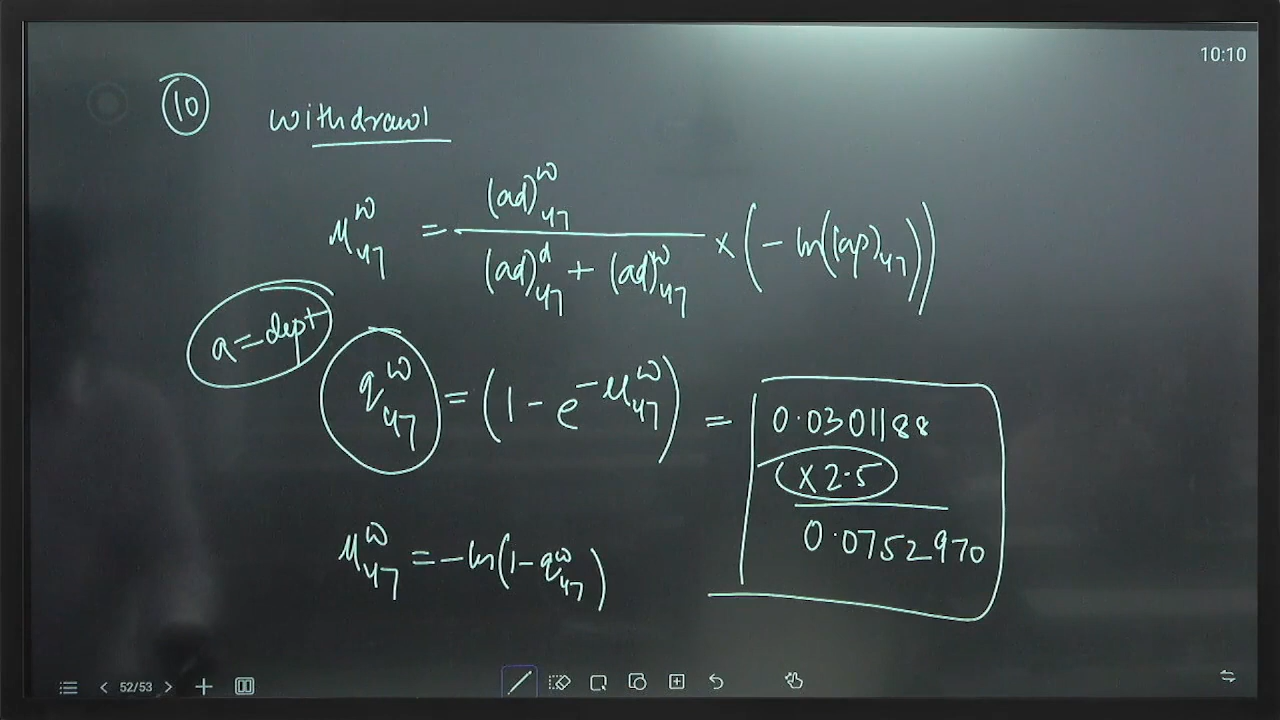 10:10
(10) withdrawl
μ^w_47 = (ad)^w_47 / ((ad)^d_47 + (ad)^w_47) × (- ln((ap)_47))
a = dept
q^w_47 = (1 - e^{-μ^w_47}) = 0.0301188
× 2.5
0.0752970
μ^w_47 = -ln(1 - q^w_47)
52/53